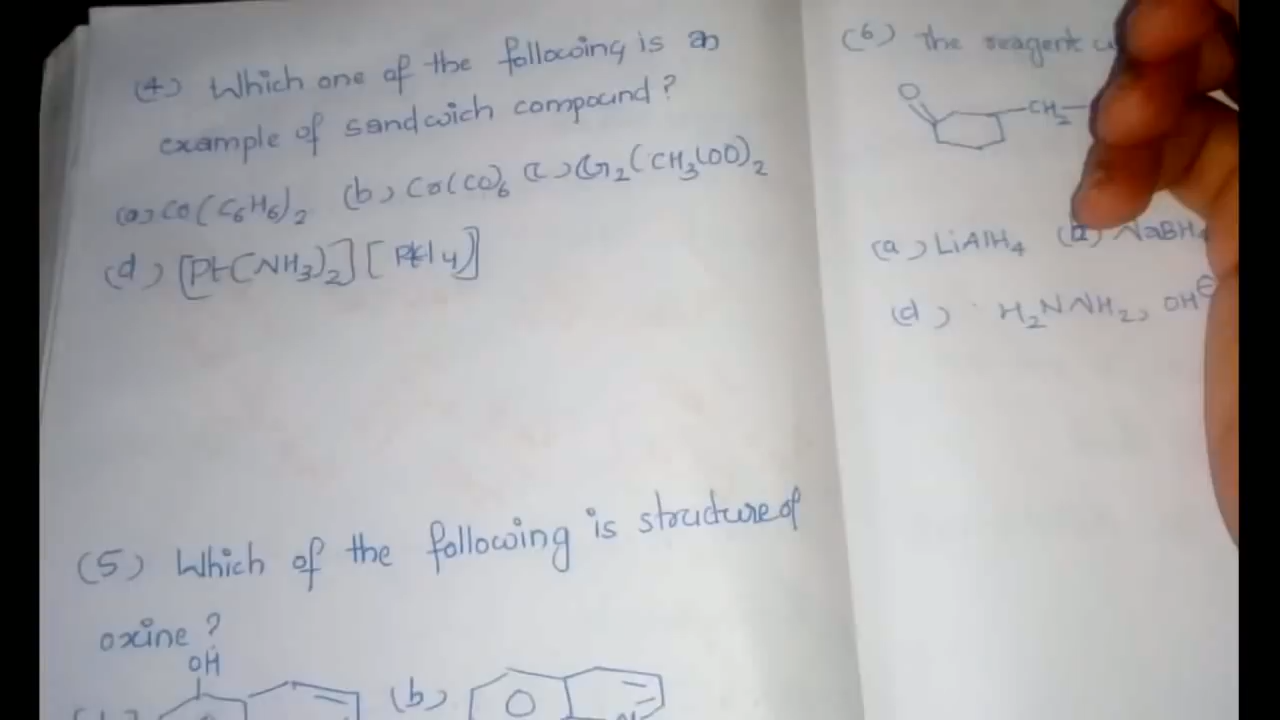 (4) Which one of the following is an
example of sandwich compound?
(a) Co(C6H6)2 (b) Co(CO)6 (c) Cr2(CH3COO)2
(d) [Pt(NH3)2] [PtCl4]
(5) Which of the following is structure of
oxine?
OH
(b)
N
(6) The reagent
O
CH2
(a) LiAlH4 (b) NaBH4
(d) H2NNH2, OH⊖